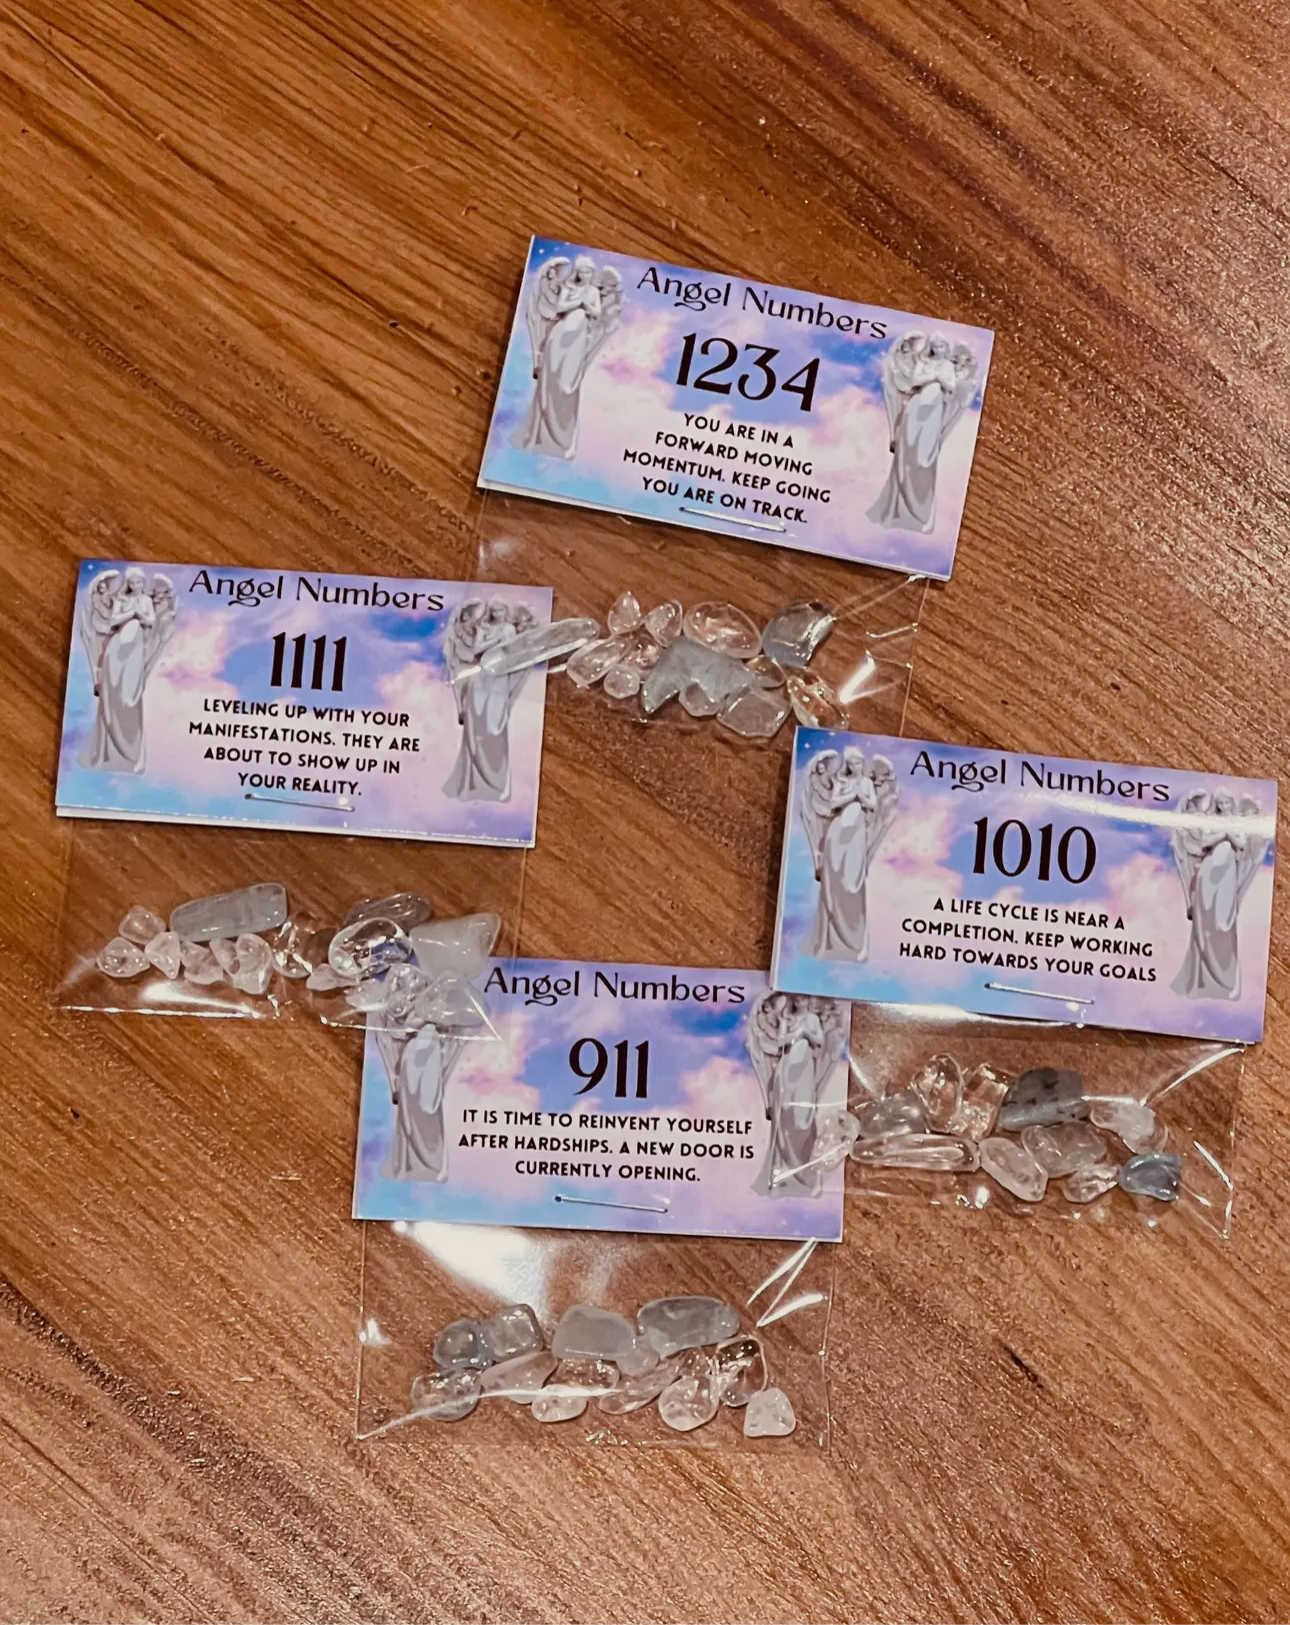 Angel Numbers
1234
YOU ARE IN A
FORWARD MOVING
MOMENTUM. KEEP GOING
YOU ARE ON TRACK.
Angel Numbers
1111
LEVELING UP WITH YOUR
MANIFESTATIONS. THEY ARE
ABOUT TO SHOW UP IN
YOUR REALITY.
Angel Numbers
1010
A LIFE CYCLE IS NEAR A
COMPLETION. KEEP WORKING
HARD TOWARDS YOUR GOALS
Angel Numbers
911
IT IS TIME TO REINVENT YOURSELF
AFTER HARDSHIPS. A NEW DOOR IS
CURRENTLY OPENING.